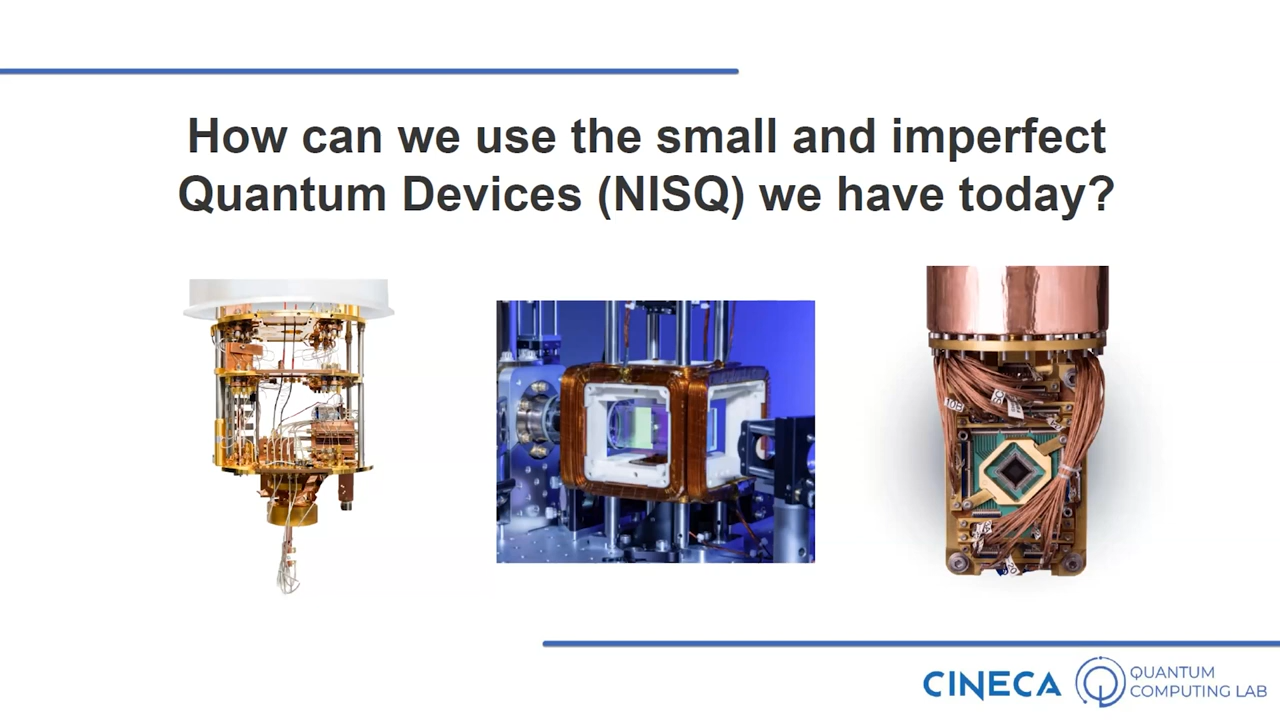 How can we use the small and imperfect
Quantum Devices (NISQ) we have today?
CINECA
QUANTUM
COMPUTING LAB